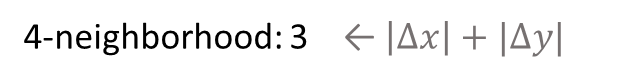 4-neighborhood: 3 ← |Δx| + |Δy|